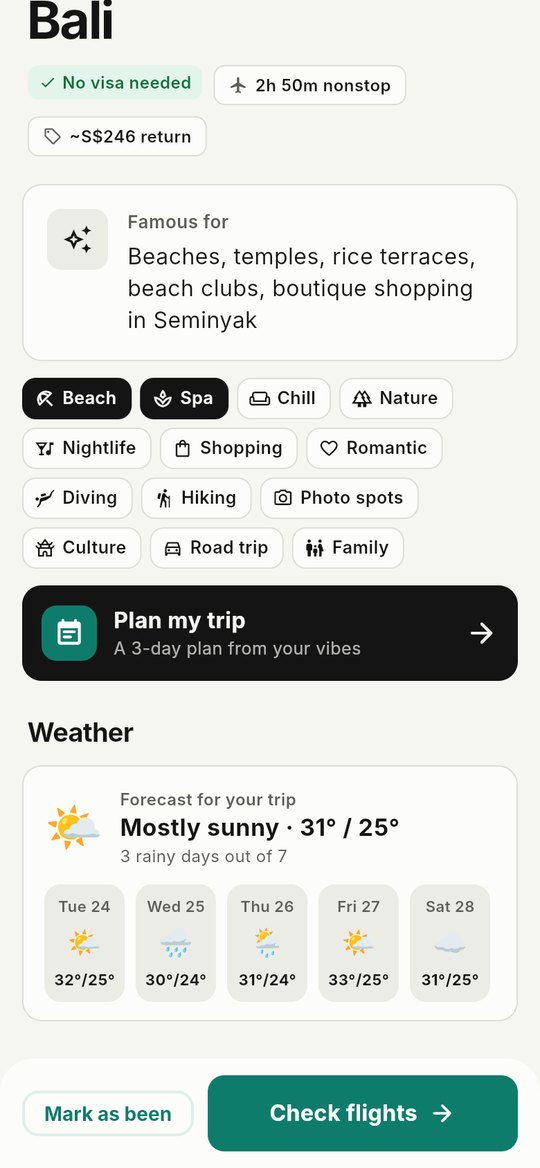 Bali
No visa needed
2h 50m nonstop
~S$246 return
Famous for
Beaches, temples, rice terraces,
beach clubs, boutique shopping
in Seminyak
Beach
Spa
Chill
Nature
Nightlife
Shopping
Romantic
Diving
Hiking
Photo spots
Culture
Road trip
Family
Plan my trip
A 3-day plan from your vibes
Weather
Forecast for your trip
Mostly sunny · 31° / 25°
3 rainy days out of 7
Tue 24
Wed 25
Thu 26
Fri 27
Sat 28
32°/25°
30°/24°
31°/24°
33°/25°
31°/25°
Mark as been
Check flights